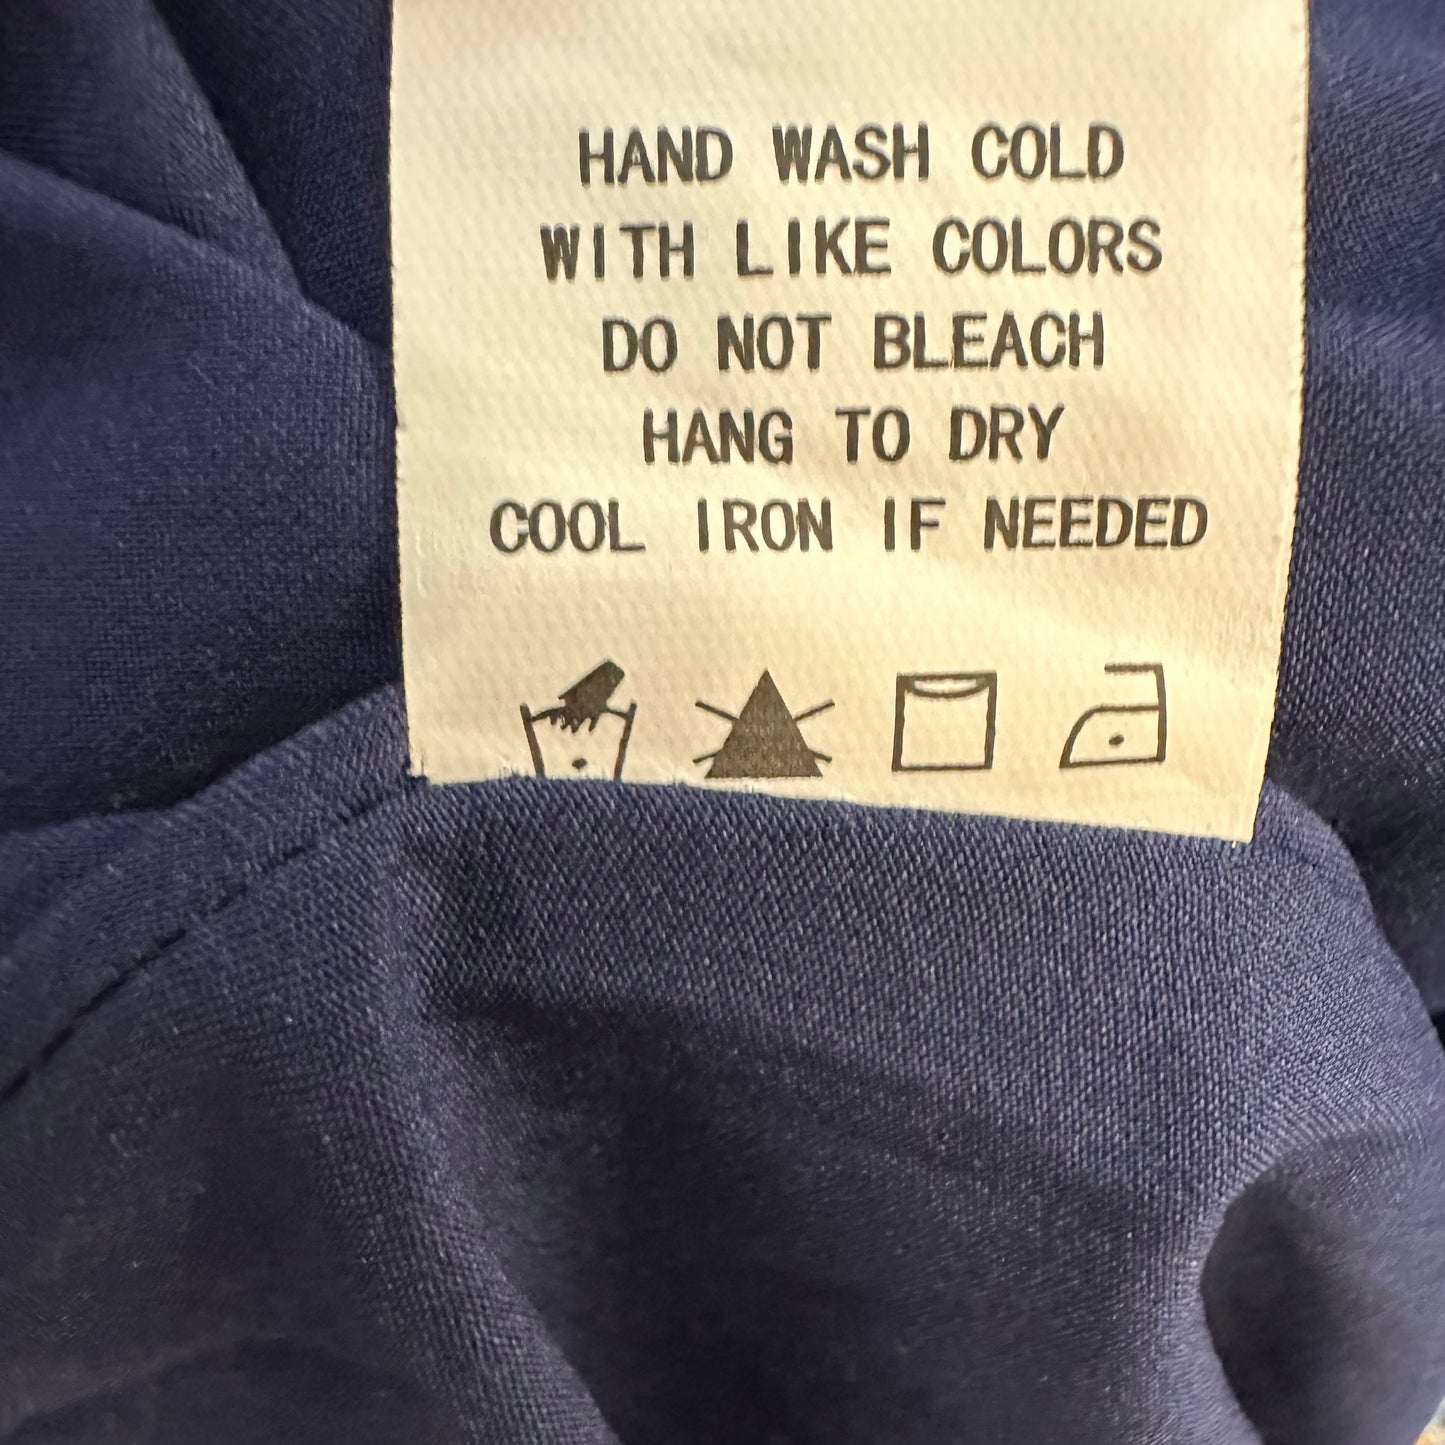 HAND WASH COLD
WITH LIKE COLORS
DO NOT BLEACH
HANG TO DRY
COOL IRON IF NEEDED